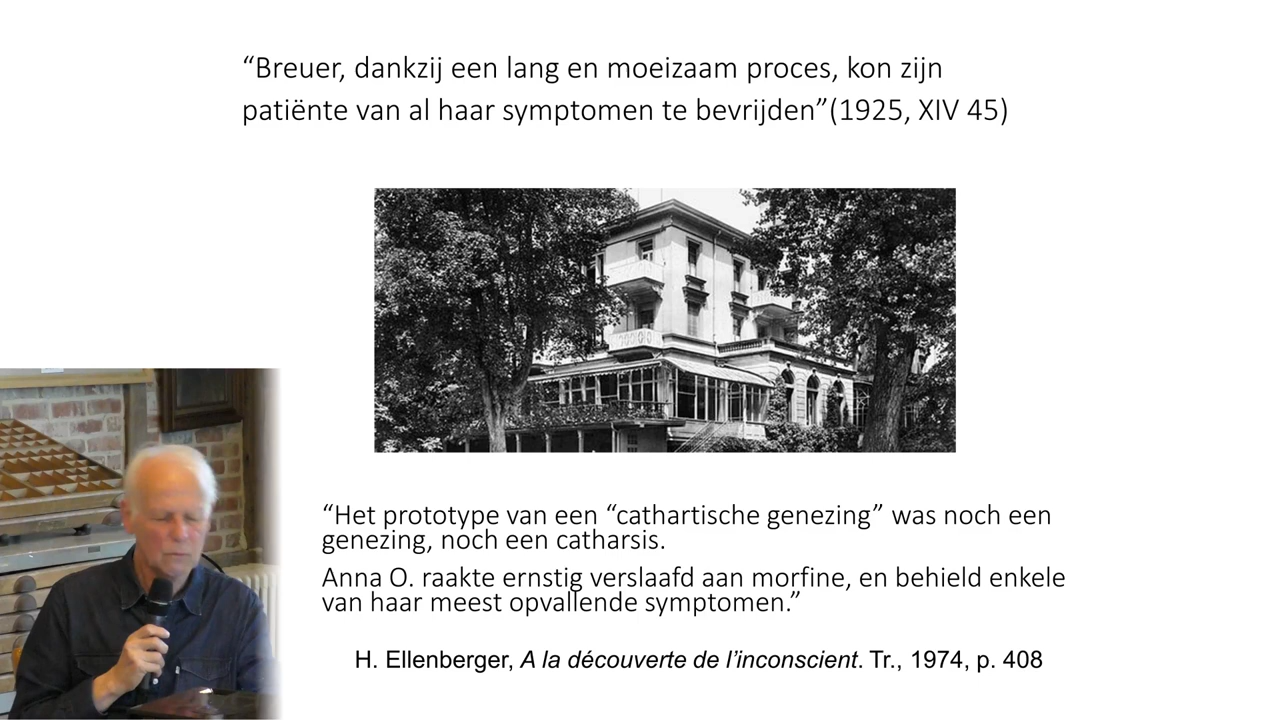 “Breuer, dankzij een lang en moeizaam proces, kon zijn
patiënte van al haar symptomen te bevrijden”(1925, XIV 45)
“Het prototype van een “cathartische genezing” was noch een
genezing, noch een catharsis.
Anna O. raakte ernstig verslaafd aan morfine, en behield enkele
van haar meest opvallende symptomen.”
H. Ellenberger, A la découverte de l’inconscient. Tr., 1974, p. 408